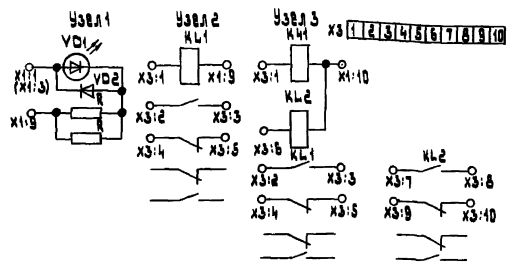 Узел 1
Узел 2
Узел 3
X3 1 2 3 4 5 6 7 8 9 10
VD1
KL1
KL1
X1:1
(X1:3)
VD2
X3:1
X1:9
X3:1
X1:10
X1:9
R
R
X3:2
X3:3
KL2
X3:4
X3:5
X3:6
KL1
KL2
X3:2
X3:3
X3:7
X3:8
X3:4
X3:5
X3:9
X3:10